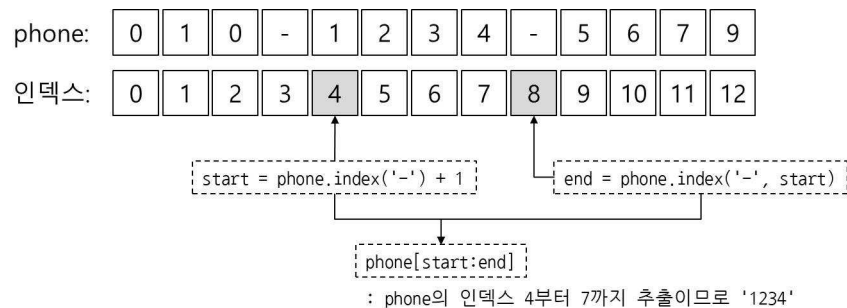 phone: 0 1 0 - 1 2 3 4 - 5 6 7 9
인덱스: 0 1 2 3 4 5 6 7 8 9 10 11 12
start = phone.index('-') + 1 end = phone.index('-', start)
phone[start:end]
: phone의 인덱스 4부터 7까지 추출이므로 '1234'